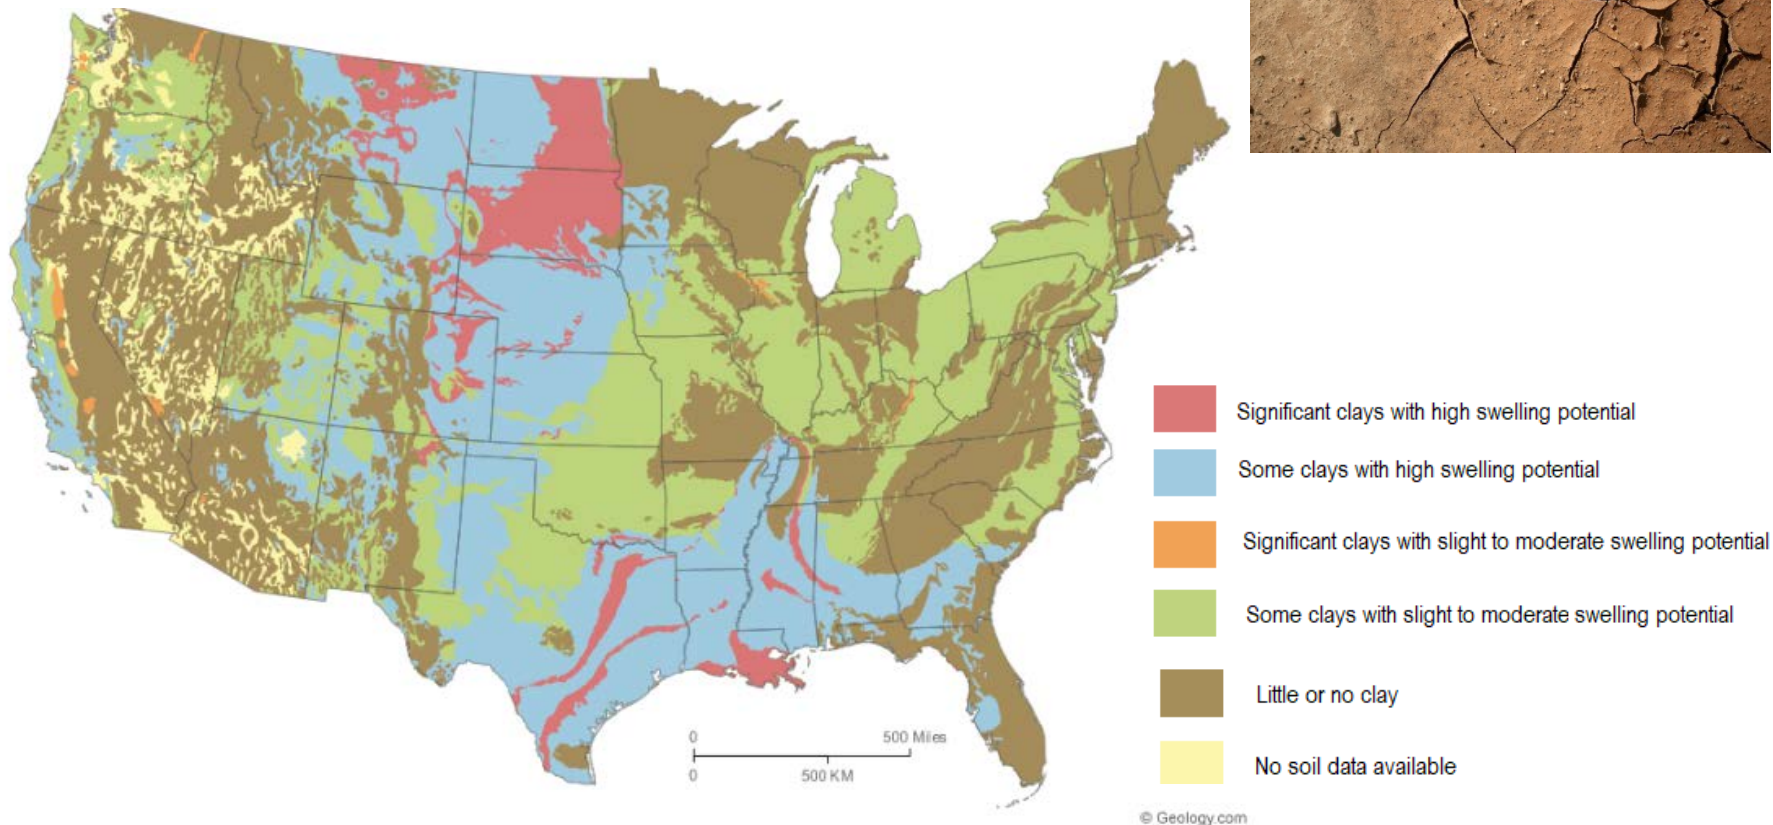 Significant clays with high swelling potential
Some clays with high swelling potential
Significant clays with slight to moderate swelling potential
Some clays with slight to moderate swelling potential
Little or no clay
No soil data available
0 500 Miles
0 500 KM
© Geology.com